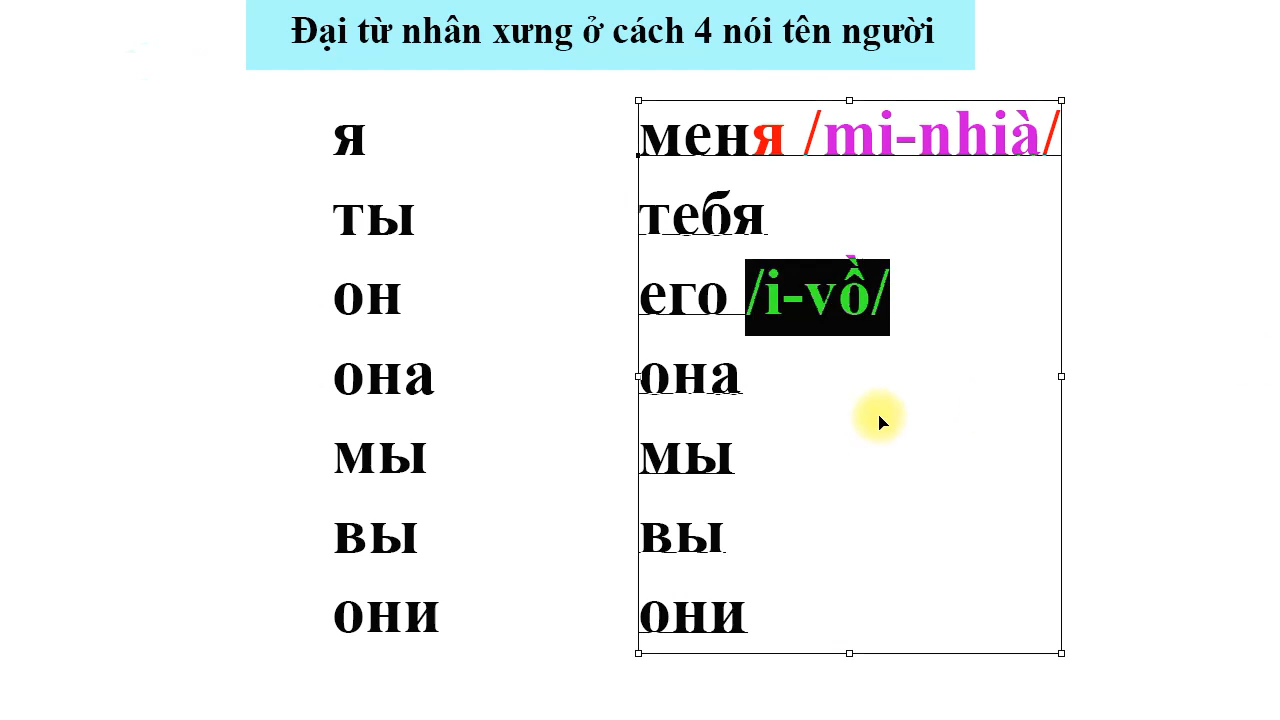 Đại từ nhân xưng ở cách 4 nói tên người
я меня /mi-nhià/
ты тебя
он его /i-vồ/
она она
мы мы
вы вы
они они